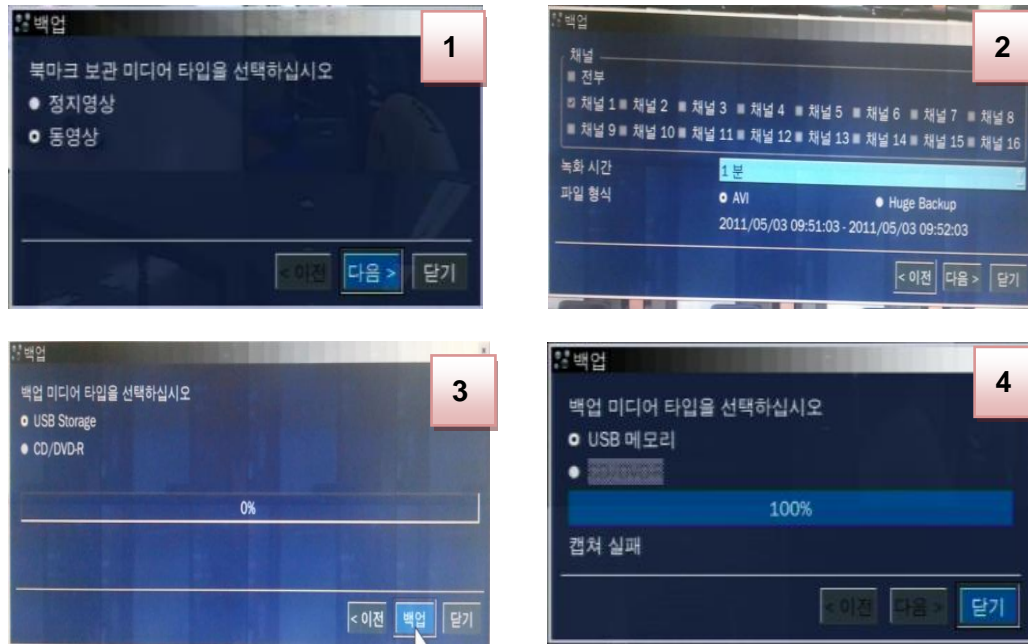 백업
1
북마크 보관 미디어 타입을 선택하십시오
정지영상
동영상
< 이전 다음 > 닫기
백업
2
채널
전부
채널 1 채널 2 채널 3 채널 4 채널 5 채널 6 채널 7 채널 8
채널 9 채널 10 채널 11 채널 12 채널 13 채널 14 채널 15 채널 16
녹화 시간 1 분
파일 형식 AVI Huge Backup
2011/05/03 09:51:03 - 2011/05/03 09:52:03
< 이전 다음 > 닫기
백업
3
백업 미디어 타입을 선택하십시오
USB Storage
CD/DVD-R
0%
< 이전 백업 닫기
백업
4
백업 미디어 타입을 선택하십시오
USB 메모리
100%
캡쳐 실패
< 이전 다음 > 닫기